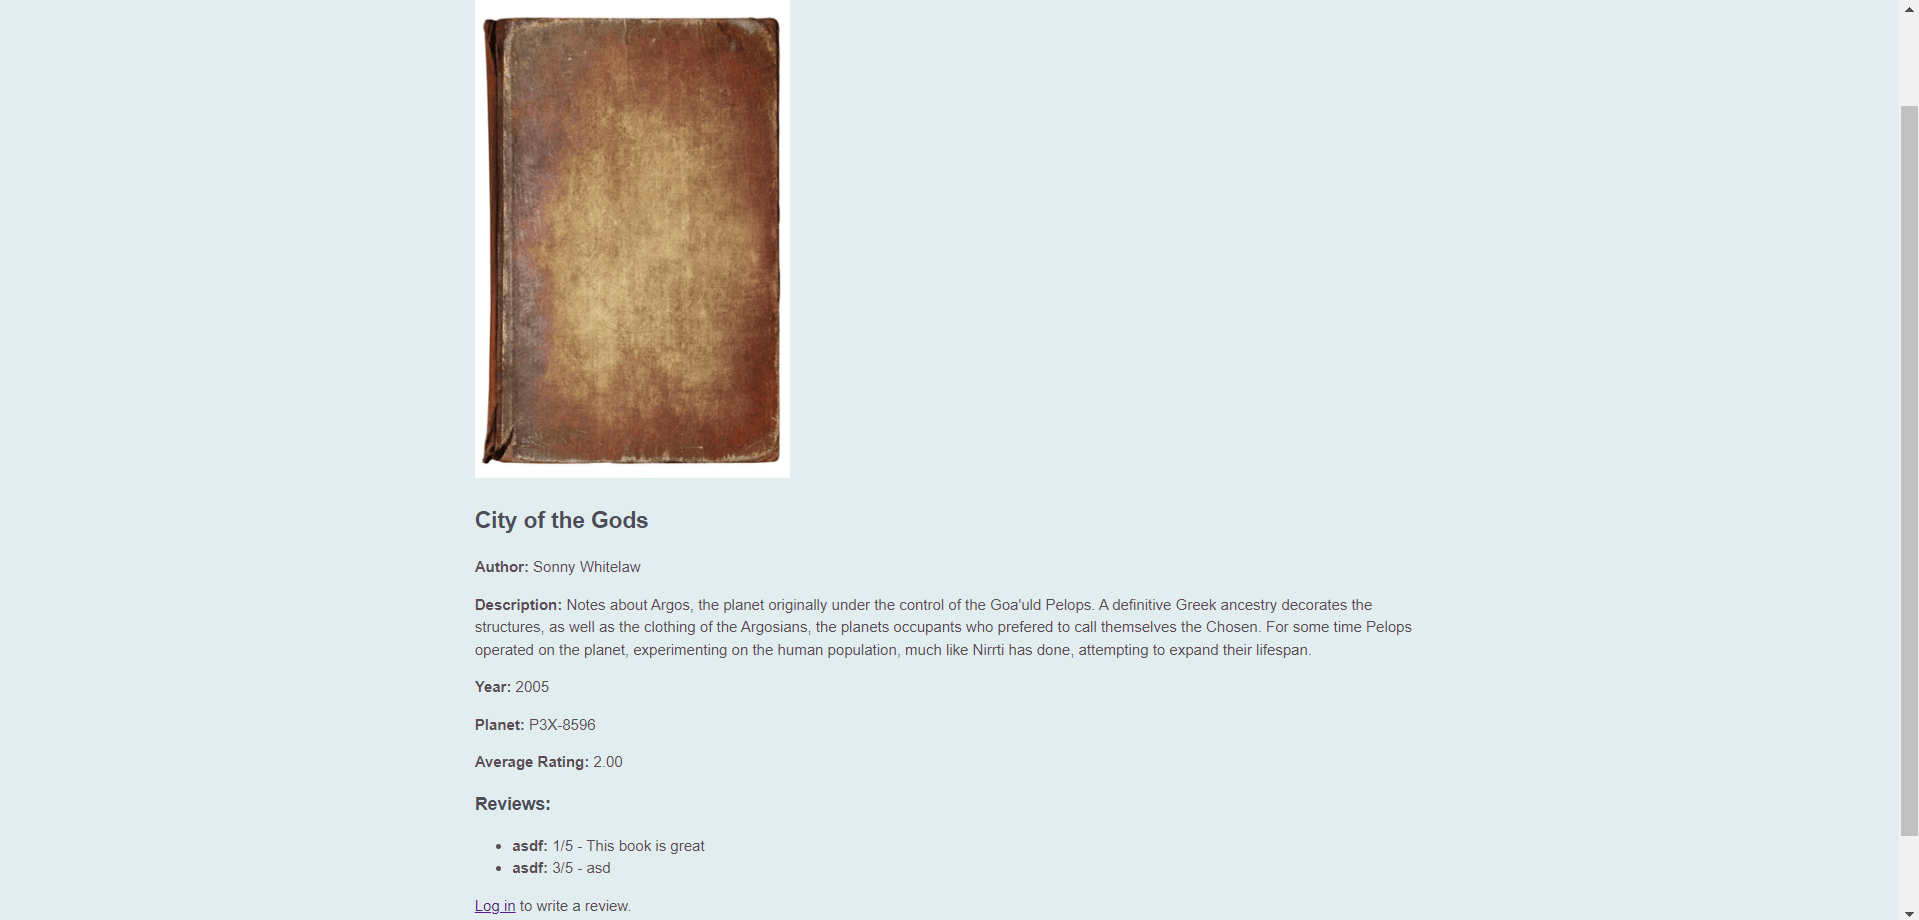 City of the Gods
Author: Sonny Whitelaw
Description: Notes about Argos, the planet originally under the control of the Goa'uld Pelops. A definitive Greek ancestry decorates the
structures, as well as the clothing of the Argosians, the planets occupants who prefered to call themselves the Chosen. For some time Pelops
operated on the planet, experimenting on the human population, much like Nirrti has done, attempting to expand their lifespan.
Year: 2005
Planet: P3X-8596
Average Rating: 2.00
Reviews:
• asdf: 1/5 - This book is great
• asdf: 3/5 - asd
Log in to write a review.